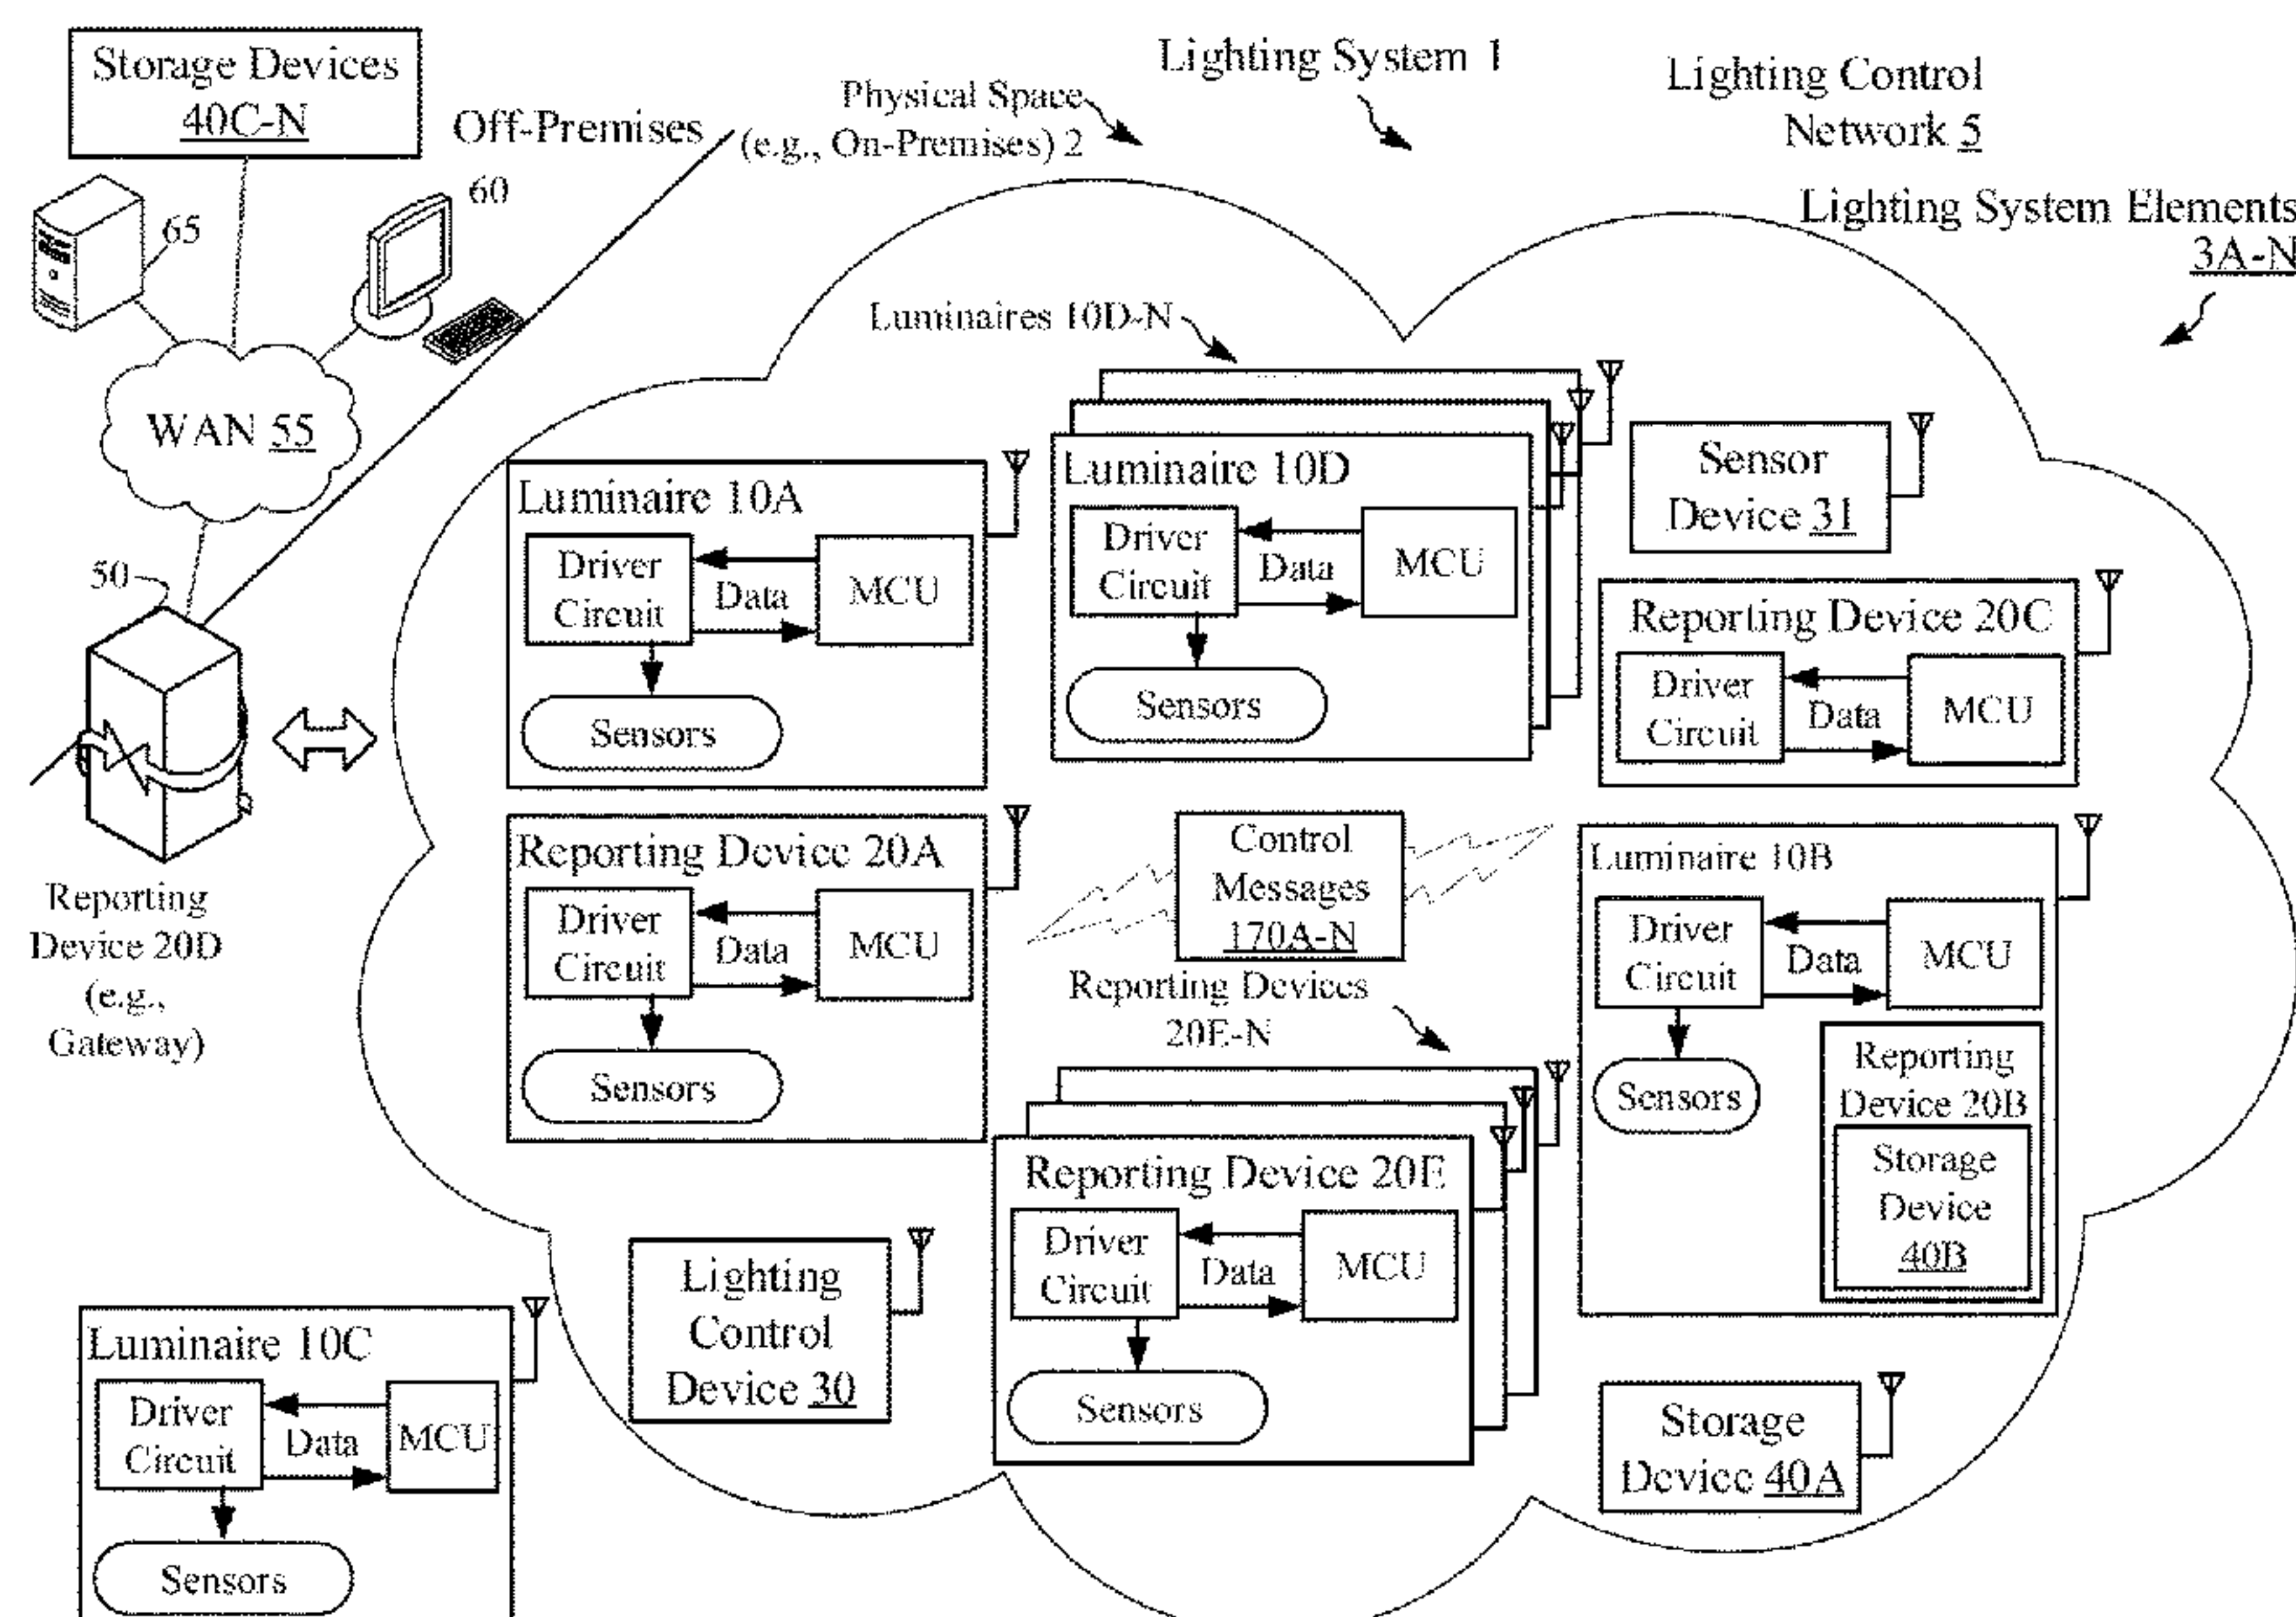 Storage Devices
40C-N
Off-Premises
Physical Space
(e.g., On-Premises) 2
Lighting System 1
Lighting Control
Network 5
Lighting System Elements
3A-N
65
60
WAN 55
50
Reporting
Device 20D
(e.g.,
Gateway)
Luminaires 10D-N
Luminaire 10A
Driver
Circuit
Data
MCU
Sensors
Luminaire 10D
Driver
Circuit
Data
MCU
Sensors
Sensor
Device 31
Reporting Device 20C
Driver
Circuit
Data
MCU
Reporting Device 20A
Driver
Circuit
Data
MCU
Sensors
Control
Messages
170A-N
Reporting Devices
20E-N
Luminaire 10B
Driver
Circuit
Data
MCU
Sensors
Reporting
Device 20B
Storage
Device
40B
Reporting Device 20E
Driver
Circuit
Data
MCU
Sensors
Lighting
Control
Device 30
Storage
Device 40A
Luminaire 10C
Driver
Circuit
Data
MCU
Sensors